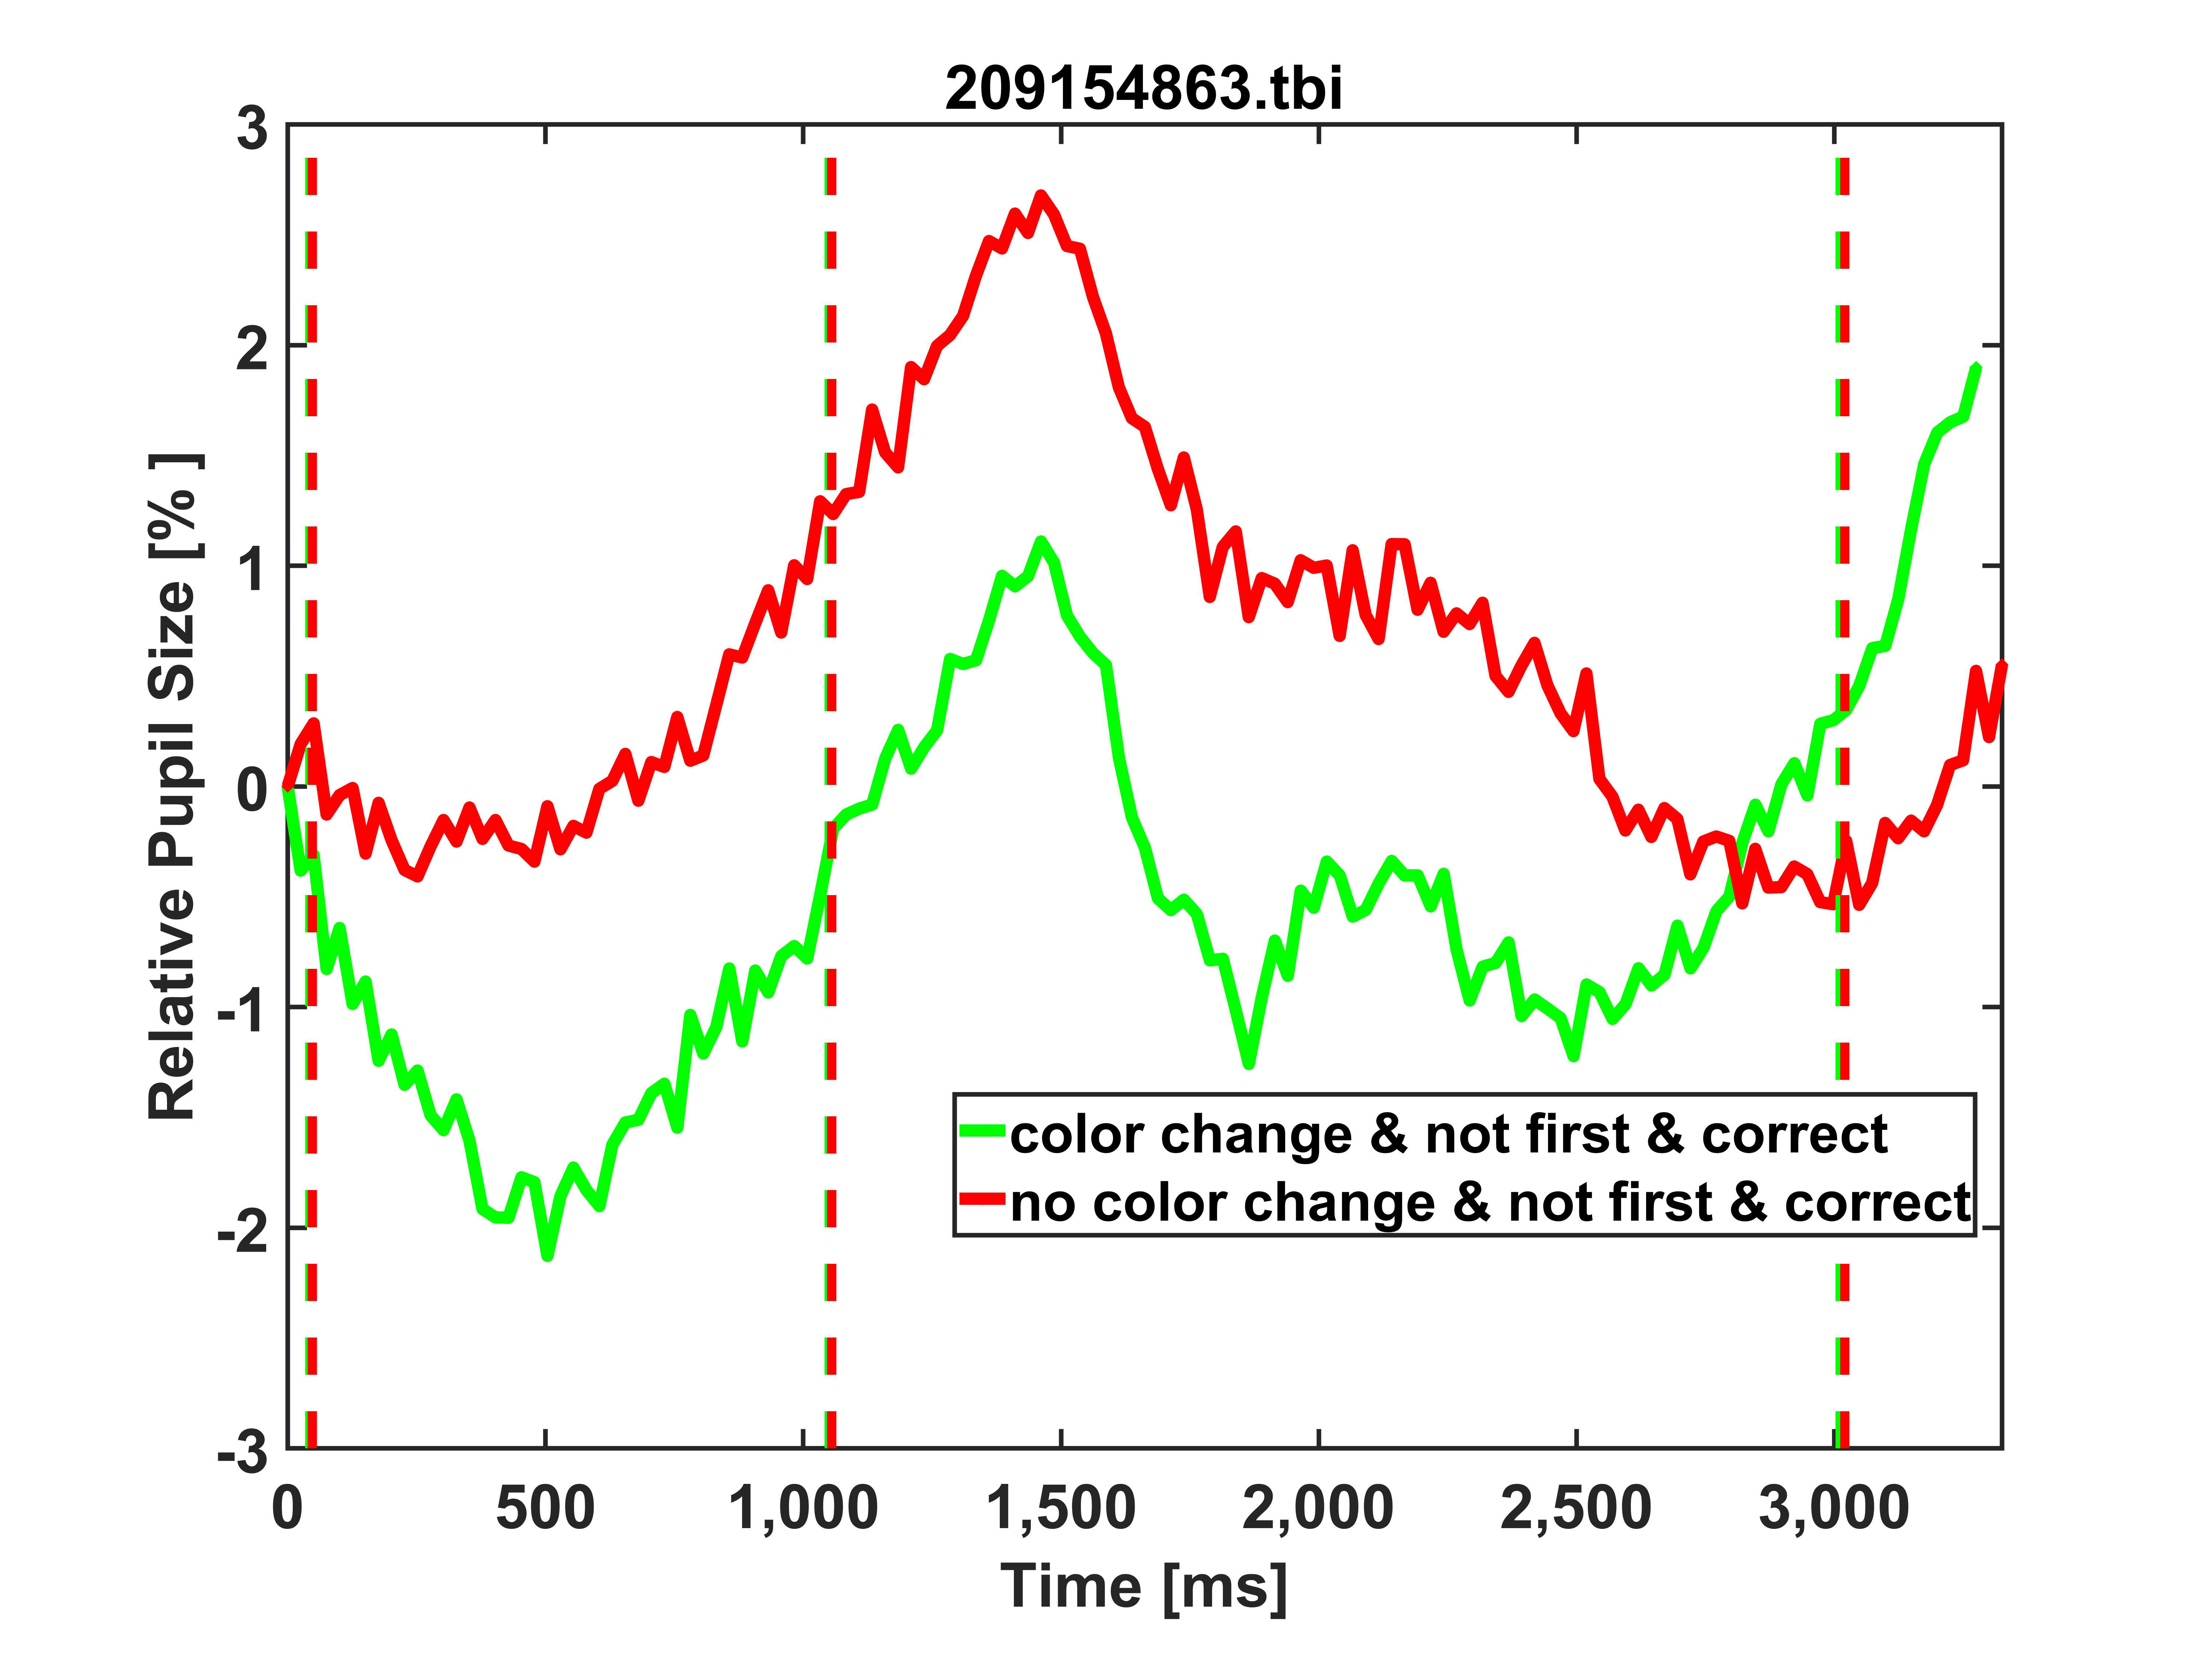 209154863.tbi
3
2
1
0
-1
-2
-3
Relative Pupil Size [% ]
color change & not first & correct
no color change & not first & correct
0 500 1,000 1,500 2,000 2,500 3,000
Time [ms]